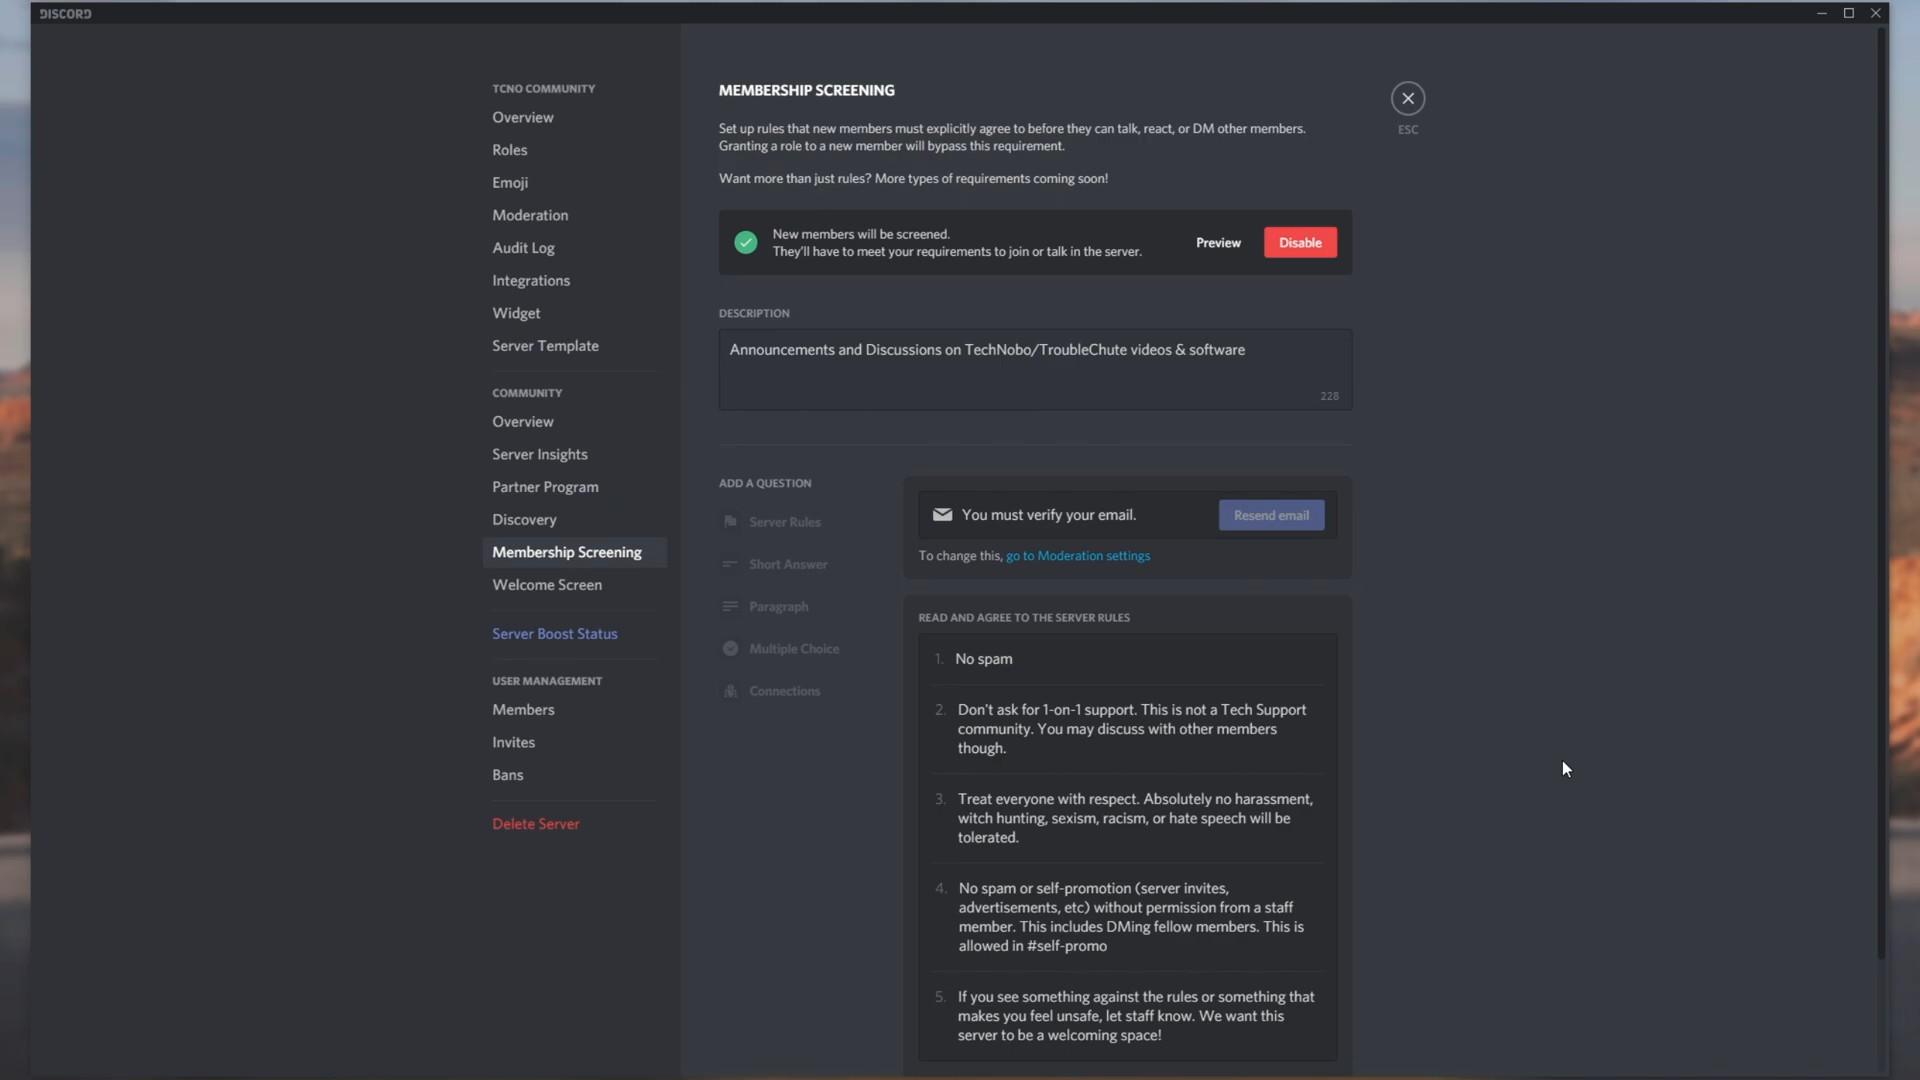 DISCORD
TCNO COMMUNITY
Overview
Roles
Emoji
Moderation
Audit Log
Integrations
Widget
Server Template
COMMUNITY
Overview
Server Insights
Partner Program
Discovery
Membership Screening
Welcome Screen
Server Boost Status
USER MANAGEMENT
Members
Invites
Bans
Delete Server
MEMBERSHIP SCREENING
Set up rules that new members must explicitly agree to before they can talk, react, or DM other members.
Granting a role to a new member will bypass this requirement.
Want more than just rules? More types of requirements coming soon!
New members will be screened.
They'll have to meet your requirements to join or talk in the server.
Preview
Disable
ESC
DESCRIPTION
Announcements and Discussions on TechNobo/TroubleChute videos & software
228
ADD A QUESTION
Server Rules
Short Answer
Paragraph
Multiple Choice
Connections
You must verify your email.
Resend email
To change this, go to Moderation settings
READ AND AGREE TO THE SERVER RULES
1. No spam
2. Don't ask for 1-on-1 support. This is not a Tech Support
community. You may discuss with other members
though.
3. Treat everyone with respect. Absolutely no harassment,
witch hunting, sexism, racism, or hate speech will be
tolerated.
4. No spam or self-promotion (server invites,
advertisements, etc) without permission from a staff
member. This includes DMing fellow members. This is
allowed in #self-promo
5. If you see something against the rules or something that
makes you feel unsafe, let staff know. We want this
server to be a welcoming space!